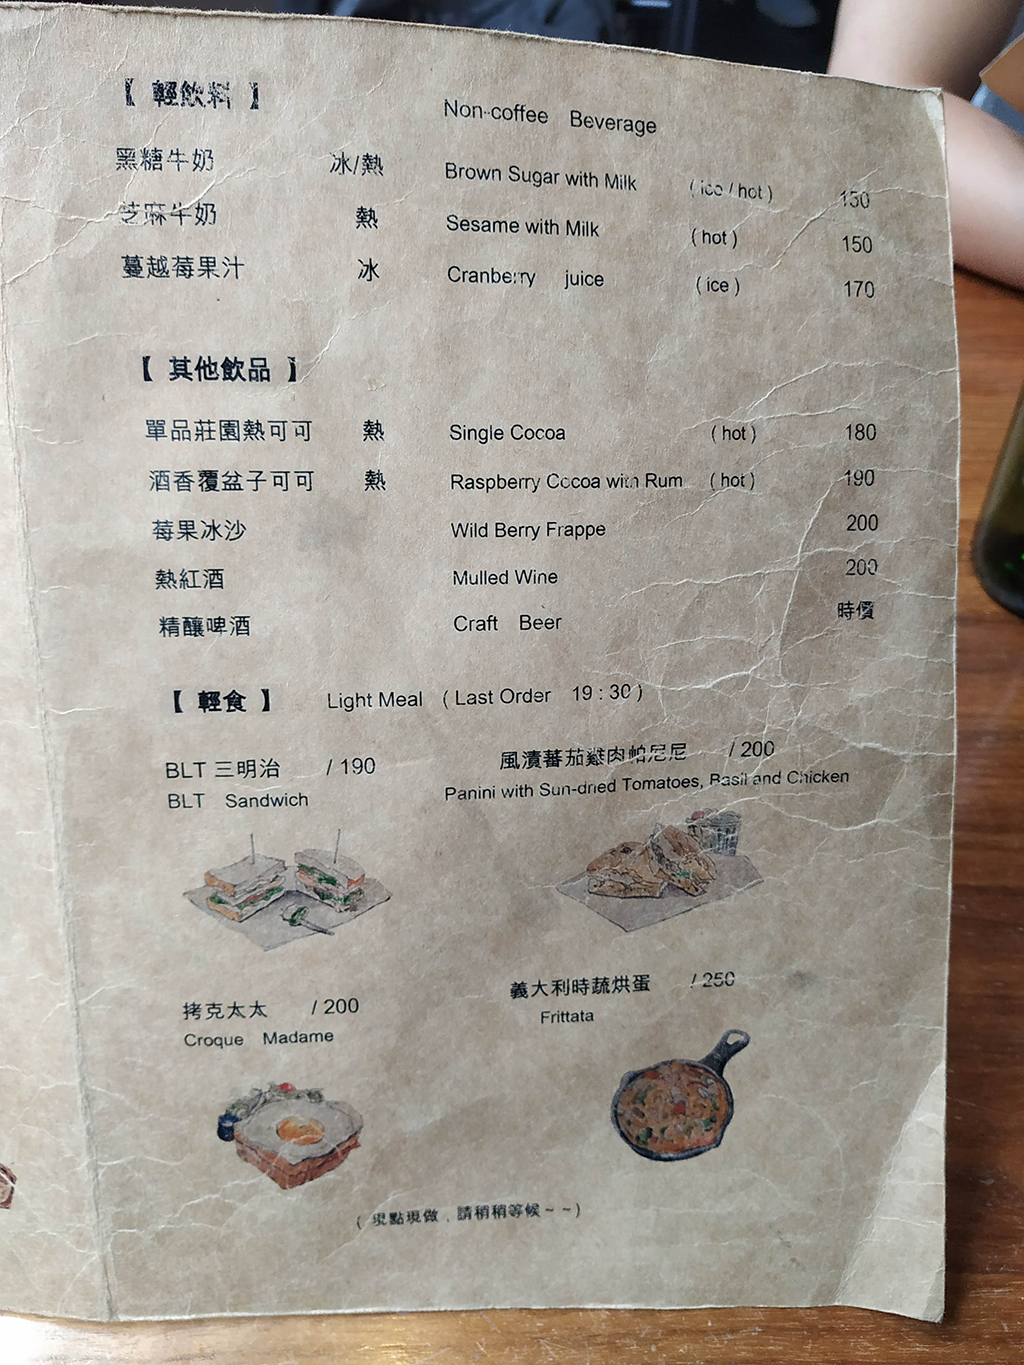 【 輕飲料 】 Non-coffee Beverage
黑糖牛奶 冰/熱 Brown Sugar with Milk ( ice / hot ) 150
芝麻牛奶 熱 Sesame with Milk ( hot ) 150
蔓越莓果汁 冰 Cranberry juice ( ice ) 170
【 其他飲品 】
單品莊園熱可可 熱 Single Cocoa ( hot ) 180
酒香覆盆子可可 熱 Raspberry Cocoa with Rum ( hot ) 190
莓果冰沙 Wild Berry Frappe 200
熱紅酒 Mulled Wine 200
精釀啤酒 Craft Beer 時價
【 輕食 】 Light Meal ( Last Order 19 : 30 )
BLT 三明治 / 190
BLT Sandwich
風漬蕃茄雞肉帕尼尼 / 200
Panini with Sun-dried Tomatoes, Basil and Chicken
拷克太太 / 200
Croque Madame
義大利時蔬烘蛋 / 250
Frittata
( 現點現做，請稍稍等候~ ~)